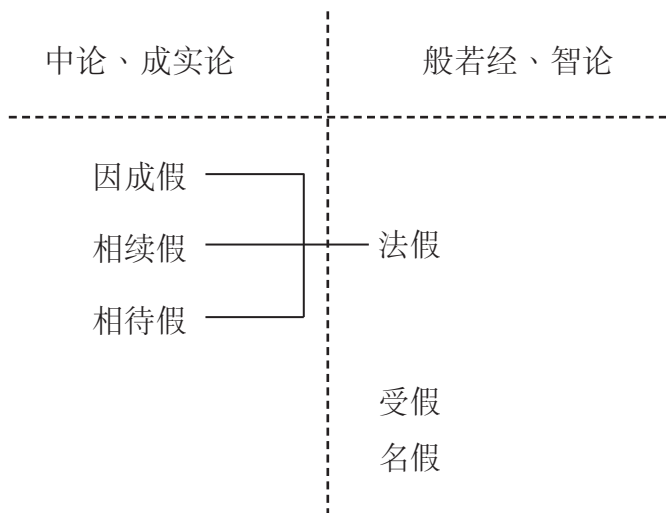 中论、成实论
般若经、智论
因成假
相续假
法假
相待假
受假
名假